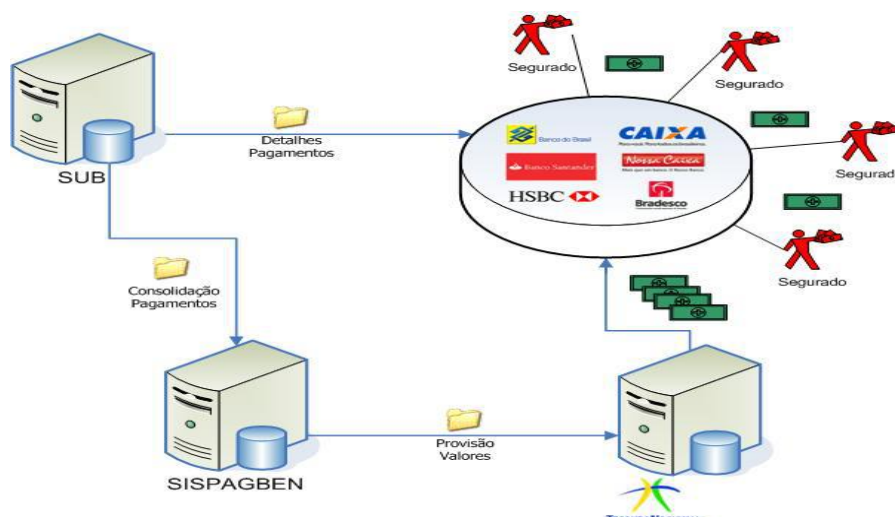 Segurado
Segurado
Detalhes
Pagamentos
SUB
Banco do Brasil
CAIXA
Banco Santander
Nossa Caixa
HSBC
Bradesco
Segurado
Segurado
Consolidação
Pagamentos
Provisão
Valores
SISPAGBEN